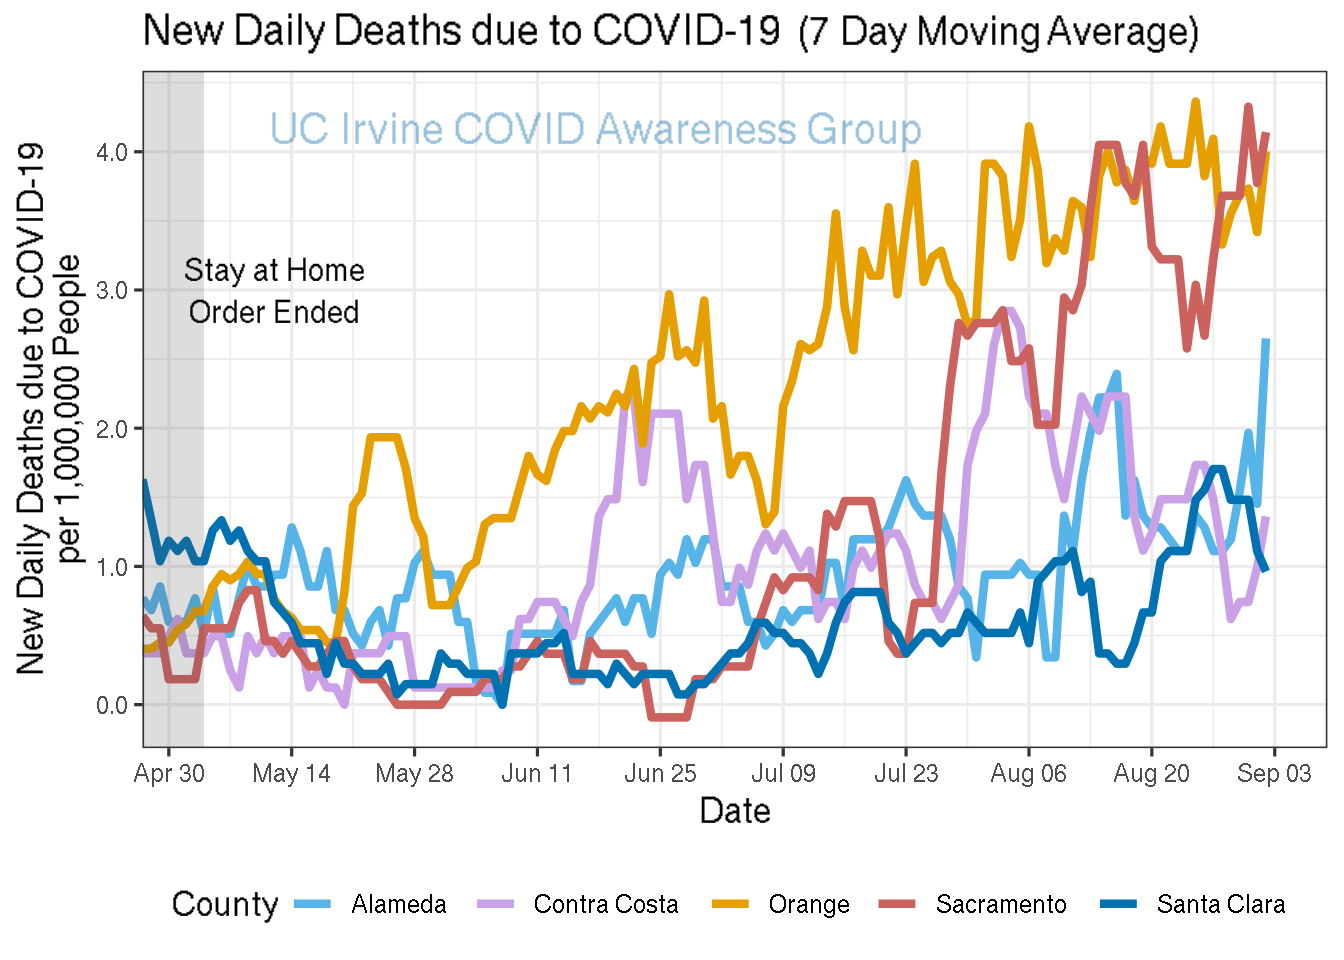 New Daily Deaths due to COVID-19 (7 Day Moving Average)
UC Irvine COVID Awareness Group
New Daily Deaths due to COVID-19
per 1,000,000 People
4.0
3.0
2.0
1.0
0.0
Stay at Home
Order Ended
Apr 30 May 14 May 28 Jun 11 Jun 25 Jul 09 Jul 23 Aug 06 Aug 20 Sep 03
Date
County Alameda Contra Costa Orange Sacramento Santa Clara